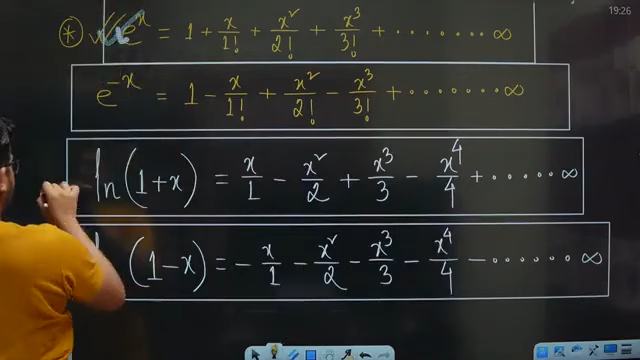 19:26
* e^x = 1 + x/1! + x²/2! + x³/3! + ........ ∞
e^-x = 1 - x/1! + x²/2! - x³/3! + ........ ∞
ln(1+x) = x/1 - x²/2 + x³/3 - x⁴/4 + ...... ∞
(1-x) = - x/1 - x²/2 - x³/3 - x⁴/4 - ....... ∞